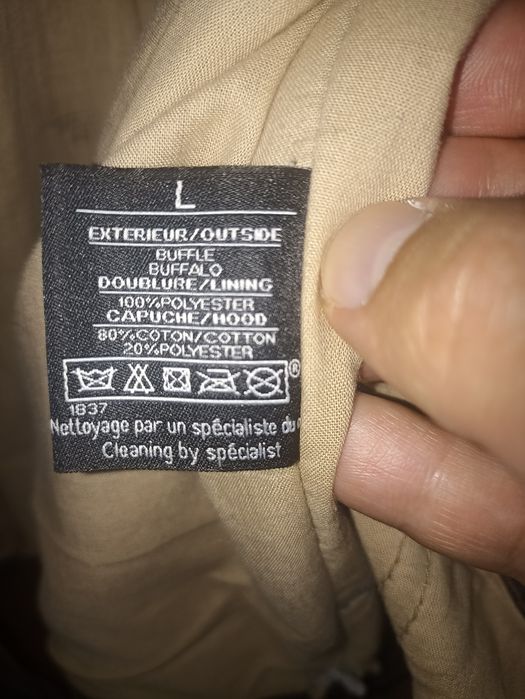 L
EXTERIEUR/OUTSIDE
BUFFLE
BUFFALO
DOUBLURE/LINING
100%POLYESTER
CAPUCHE/HOOD
80%COTON/COTTON
20%POLYESTER
®
1837
Nettoyage par un spécialiste du
Cleaning by spécialist